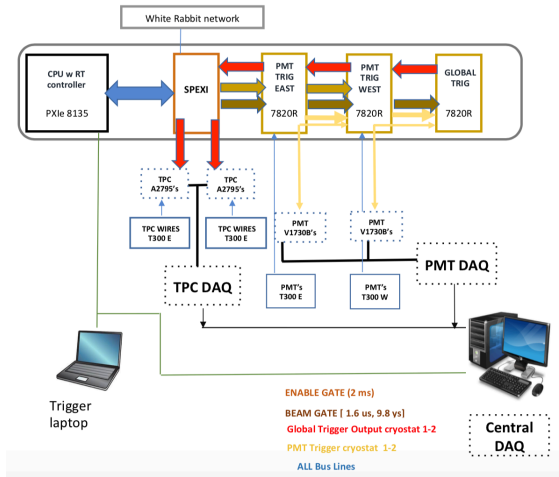 White Rabbit network
CPU w RT
controller
PXIe 8135
SPEXI
PMT
TRIG
EAST
7820R
PMT
TRIG
WEST
7820R
GLOBAL
TRIG
7820R
TPC
A2795's
TPC
A2795's
TPC WIRES
T300 E
TPC WIRES
T300 E
PMT
V1730B's
PMT
V1730B's
TPC DAQ
PMT's
T300 E
PMT's
T300 W
PMT DAQ
Trigger
laptop
ENABLE GATE (2 ms)
BEAM GATE [ 1.6 us, 9.8 ys]
Global Trigger Output cryostat 1-2
PMT Trigger cryostat 1-2
ALL Bus Lines
Central
DAQ